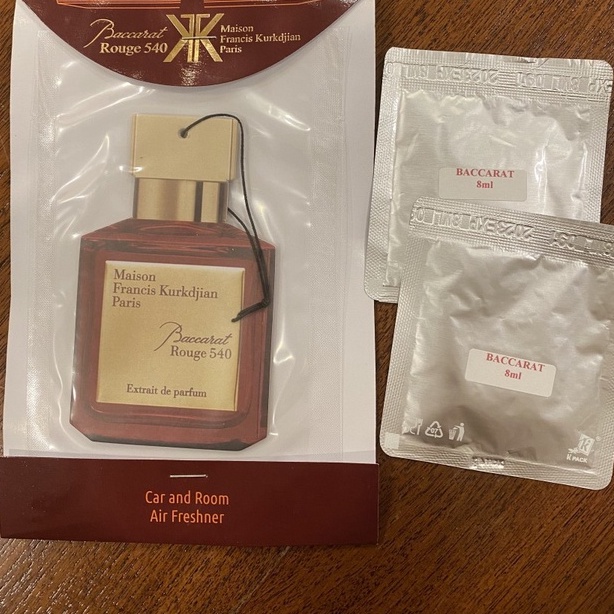 Baccarat
Rouge 540
Maison
Francis Kurkdjian
Paris
Maison
Francis Kurkdjian
Paris
Baccarat
Rouge 540
Extrait de parfum
Car and Room
Air Freshner
BACCARAT
8ml
BACCARAT
8ml
K PACK